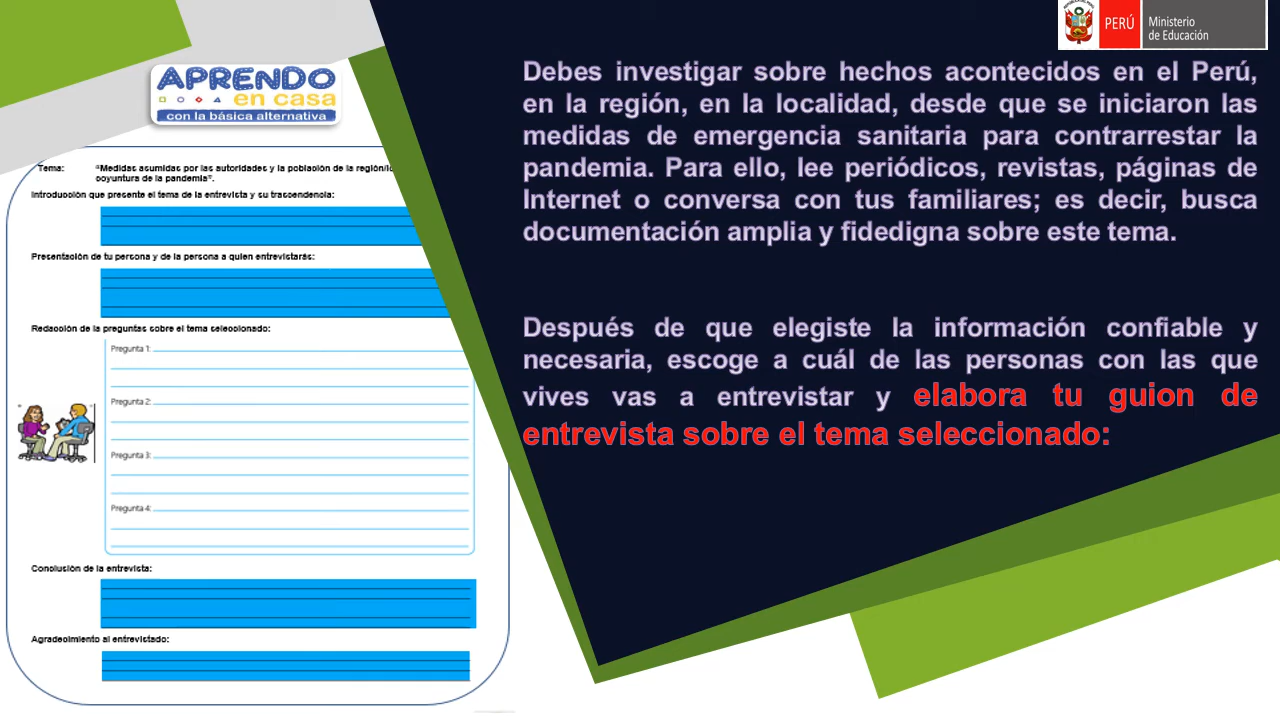 PERÚ
Ministerio
de Educación
APRENDO
en casa
con la básica alternativa
Tema: “Medidas asumidas por las autoridades y la población de la
coyuntura de la pandemia”.
Introducción que presente el tema de la entrevista y su trascendencia:
Presentación de tu persona y de la persona a quien entrevistarás:
Redacción de la preguntas sobre el tema seleccionado:
Pregunta 1:
Pregunta 2:
Pregunta 3:
Pregunta 4:
Conclusión de la entrevista:
Agradecimiento al entrevistado:
Debes investigar sobre hechos acontecidos en el Perú,
en la región, en la localidad, desde que se iniciaron las
medidas de emergencia sanitaria para contrarrestar la
pandemia. Para ello, lee periódicos, revistas, páginas de
Internet o conversa con tus familiares; es decir, busca
documentación amplia y fidedigna sobre este tema.
Después de que elegiste la información confiable y
necesaria, escoge a cuál de las personas con las que
vives vas a entrevistar y elabora tu guion de
entrevista sobre el tema seleccionado: